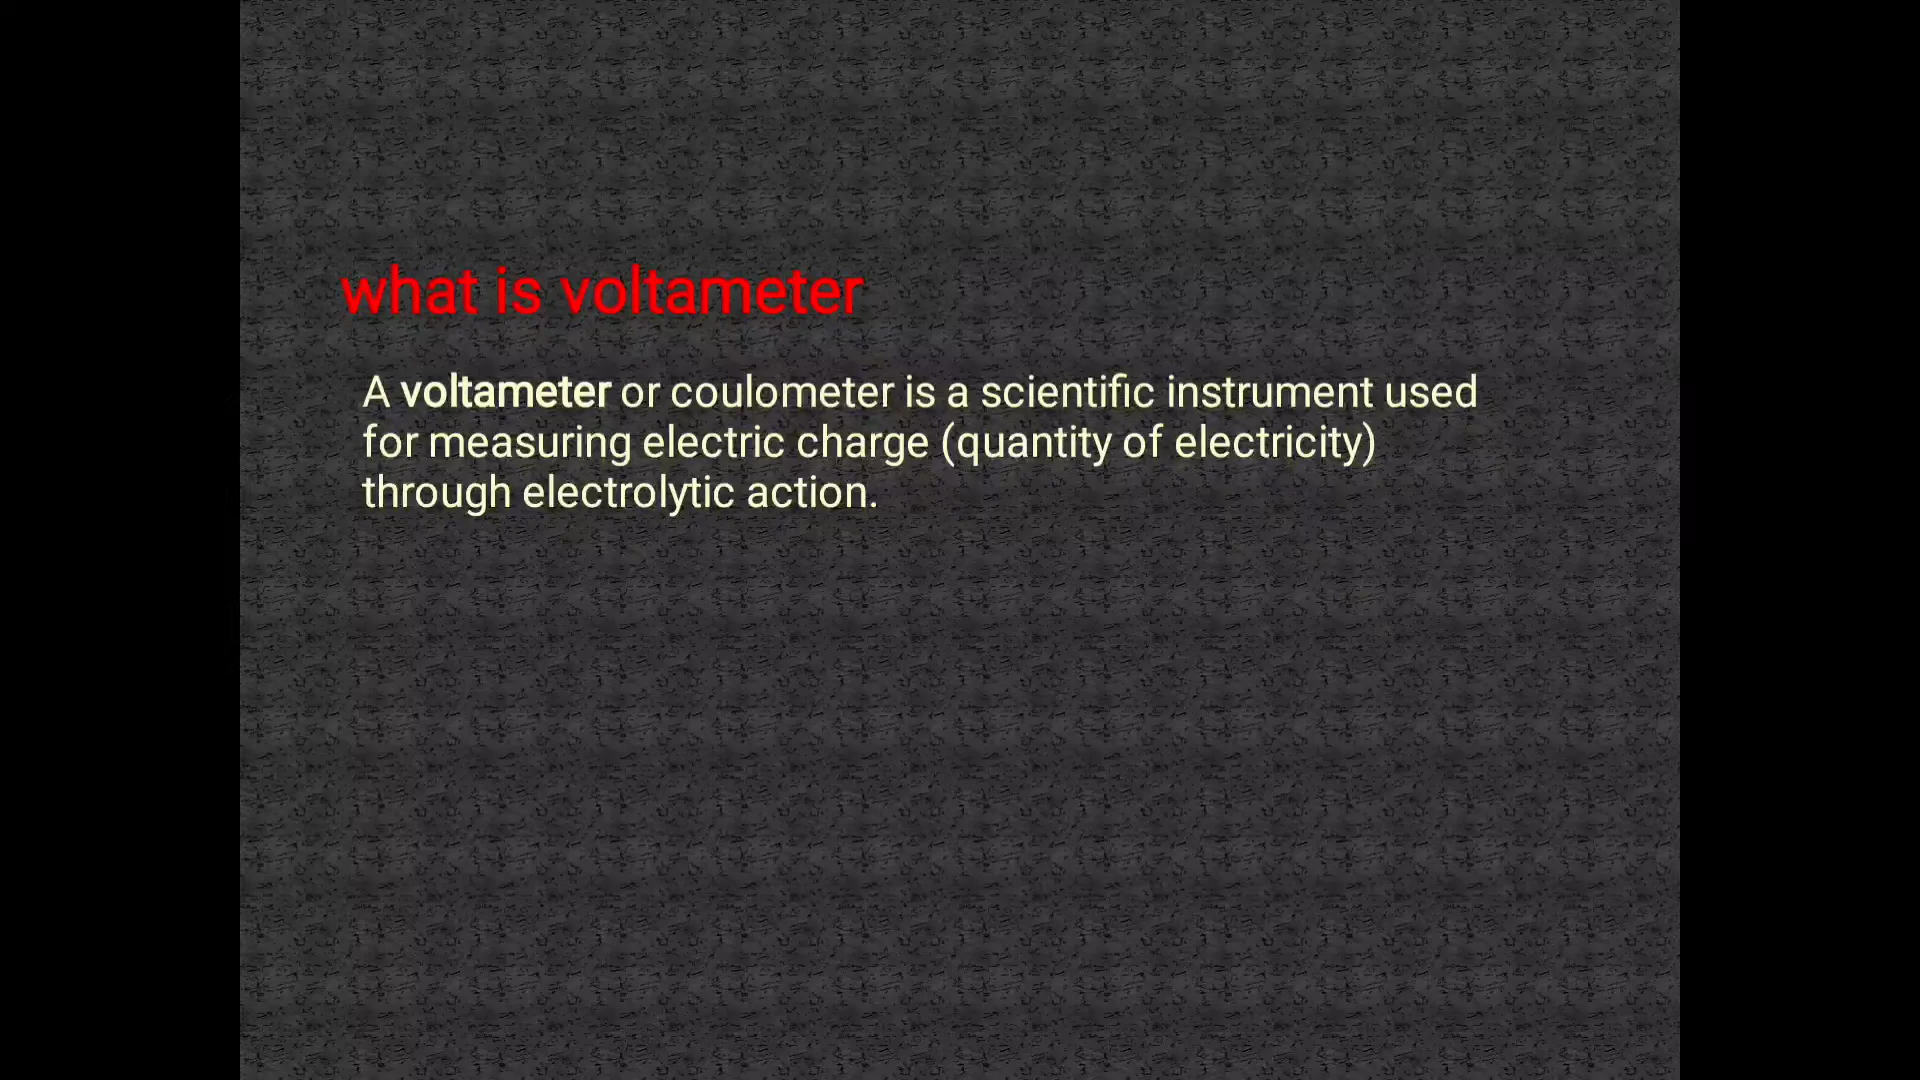 what is voltameter
A voltameter or coulometer is a scientific instrument used
for measuring electric charge (quantity of electricity)
through electrolytic action.